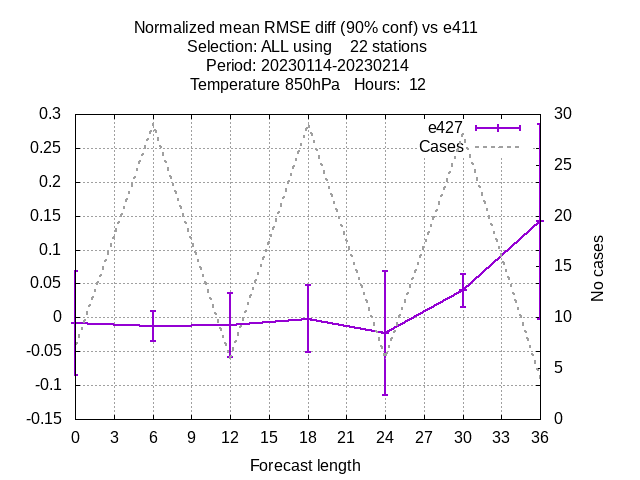 Normalized mean RMSE diff (90% conf) vs e411
Selection: ALL using    22 stations
Period: 20230114-20230214
Temperature 850hPa   Hours:  12
0.3
0.25
0.2
0.15
0.1
0.05
0
-0.05
-0.1
-0.15
e427
Cases
30
25
20
15
10
5
0
No cases
0 3 6 9 12 15 18 21 24 27 30 33 36
Forecast length